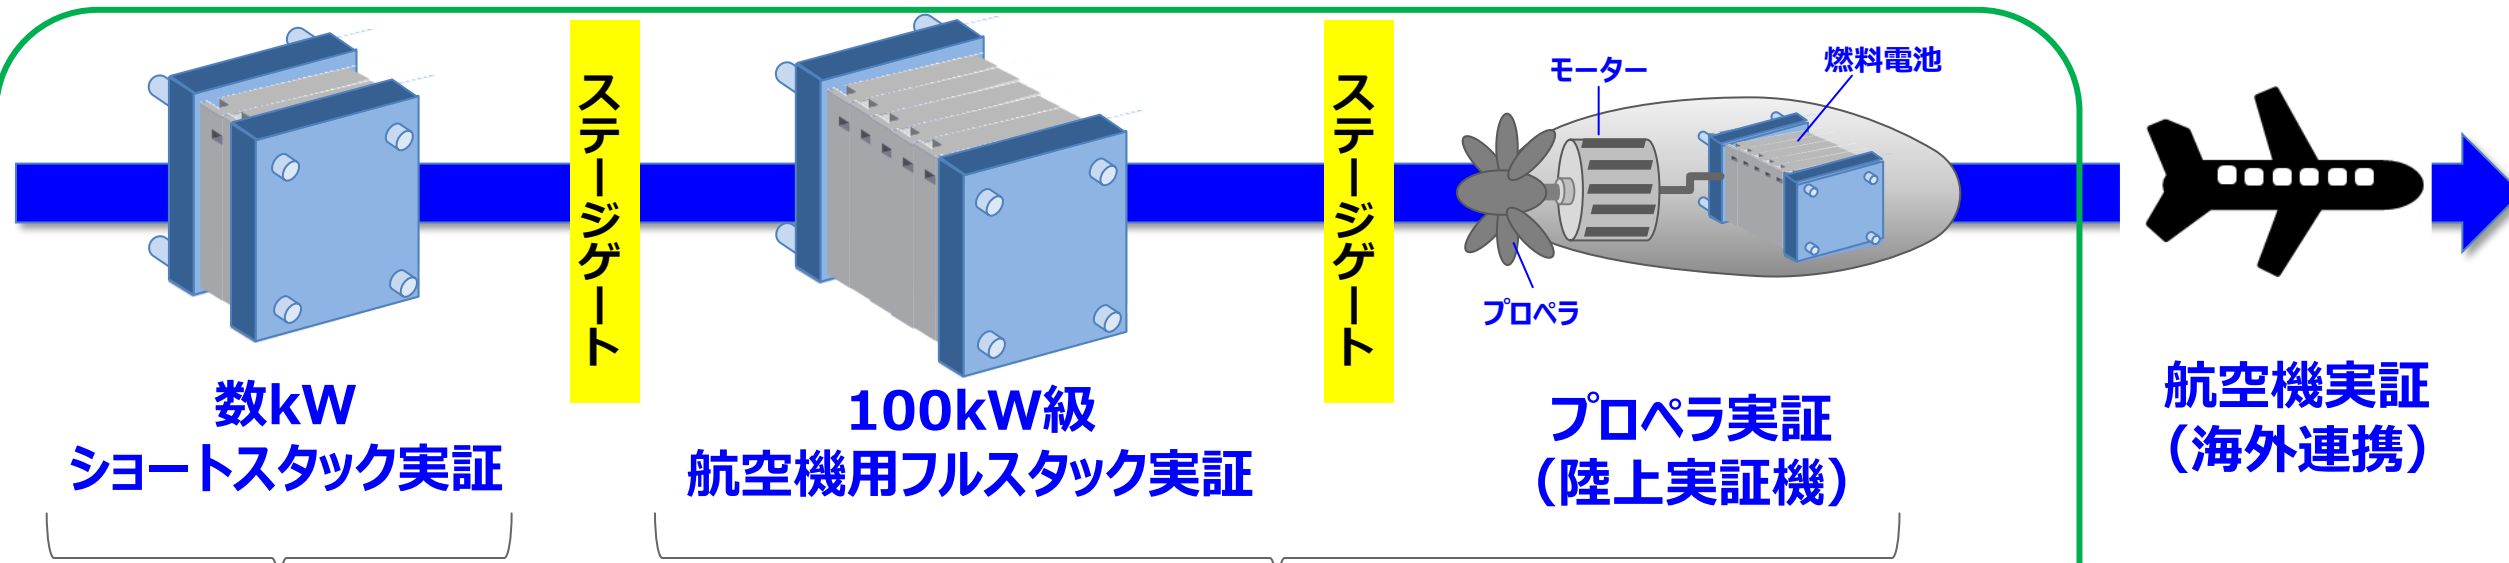 数kW
ショートスタック実証
ステージゲート
100kW級
航空機用フルスタック実証
ステージゲート
モーター
燃料電池
プロペラ
プロペラ実証
(陸上実証機)
航空機実証
(海外連携)